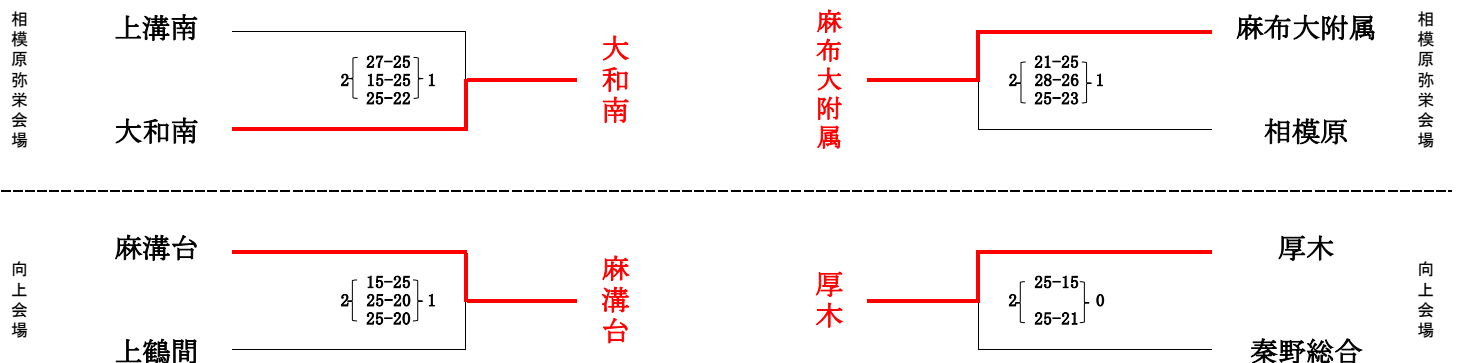 相模原弥栄会場
上溝南
27-25
2 15-25 1
25-22
大和南
大和南
麻布大附属
麻布大附属
21-25
2 28-26 1
25-23
相模原
相模原弥栄会場
向上会場
麻溝台
15-25
2 25-20 1
25-20
上鶴間
麻溝台
厚木
厚木
25-15
2 0
25-21
秦野総合
向上会場